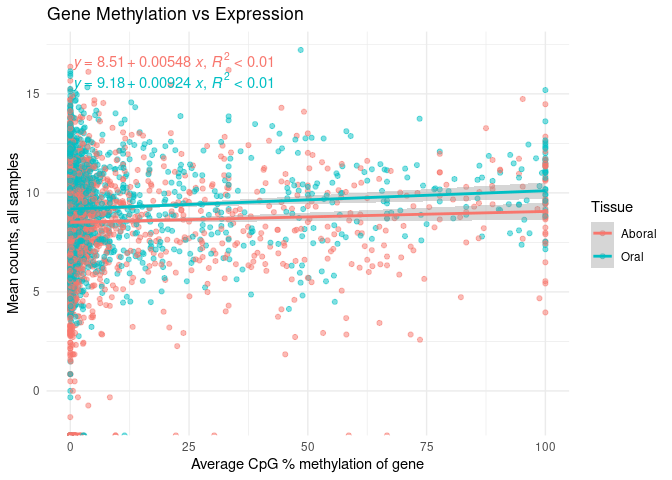 Gene Methylation vs Expression
y = 8.51 + 0.00548 x, R² < 0.01
y = 9.18 + 0.00924 x, R² < 0.01
15
10
5
0
Mean counts, all samples
0 25 50 75 100
Average CpG % methylation of gene
Tissue
Aboral
Oral